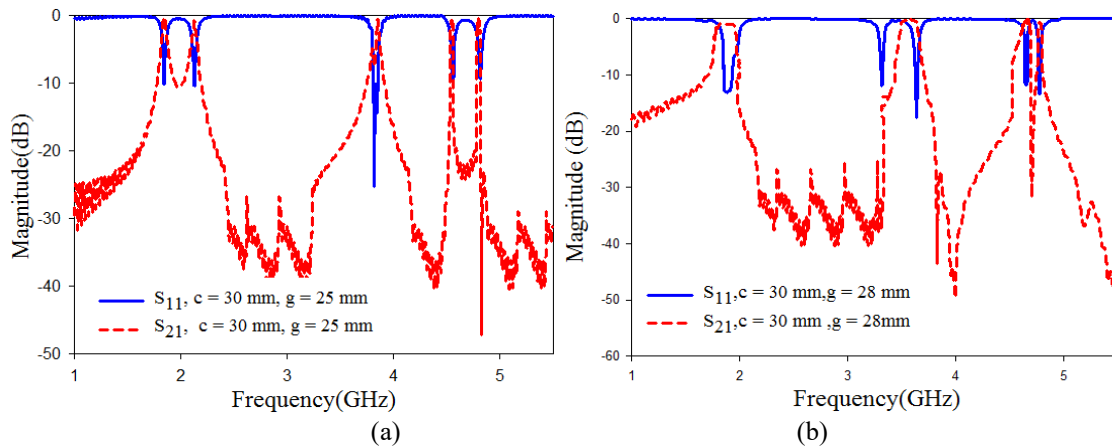 0
-10
-20
-30
-40
-50
Magnitude(dB)
S11, c = 30 mm, g = 25 mm
S21, c = 30 mm, g = 25 mm
1 2 3 4 5
Frequency(GHz)
(a)
0
-10
-20
-30
-40
-50
-60
Magnitude (dB)
S11,c = 30 mm,g = 28 mm
S21,c = 30 mm ,g = 28mm
1 2 3 4 5
Frequency(GHz)
(b)